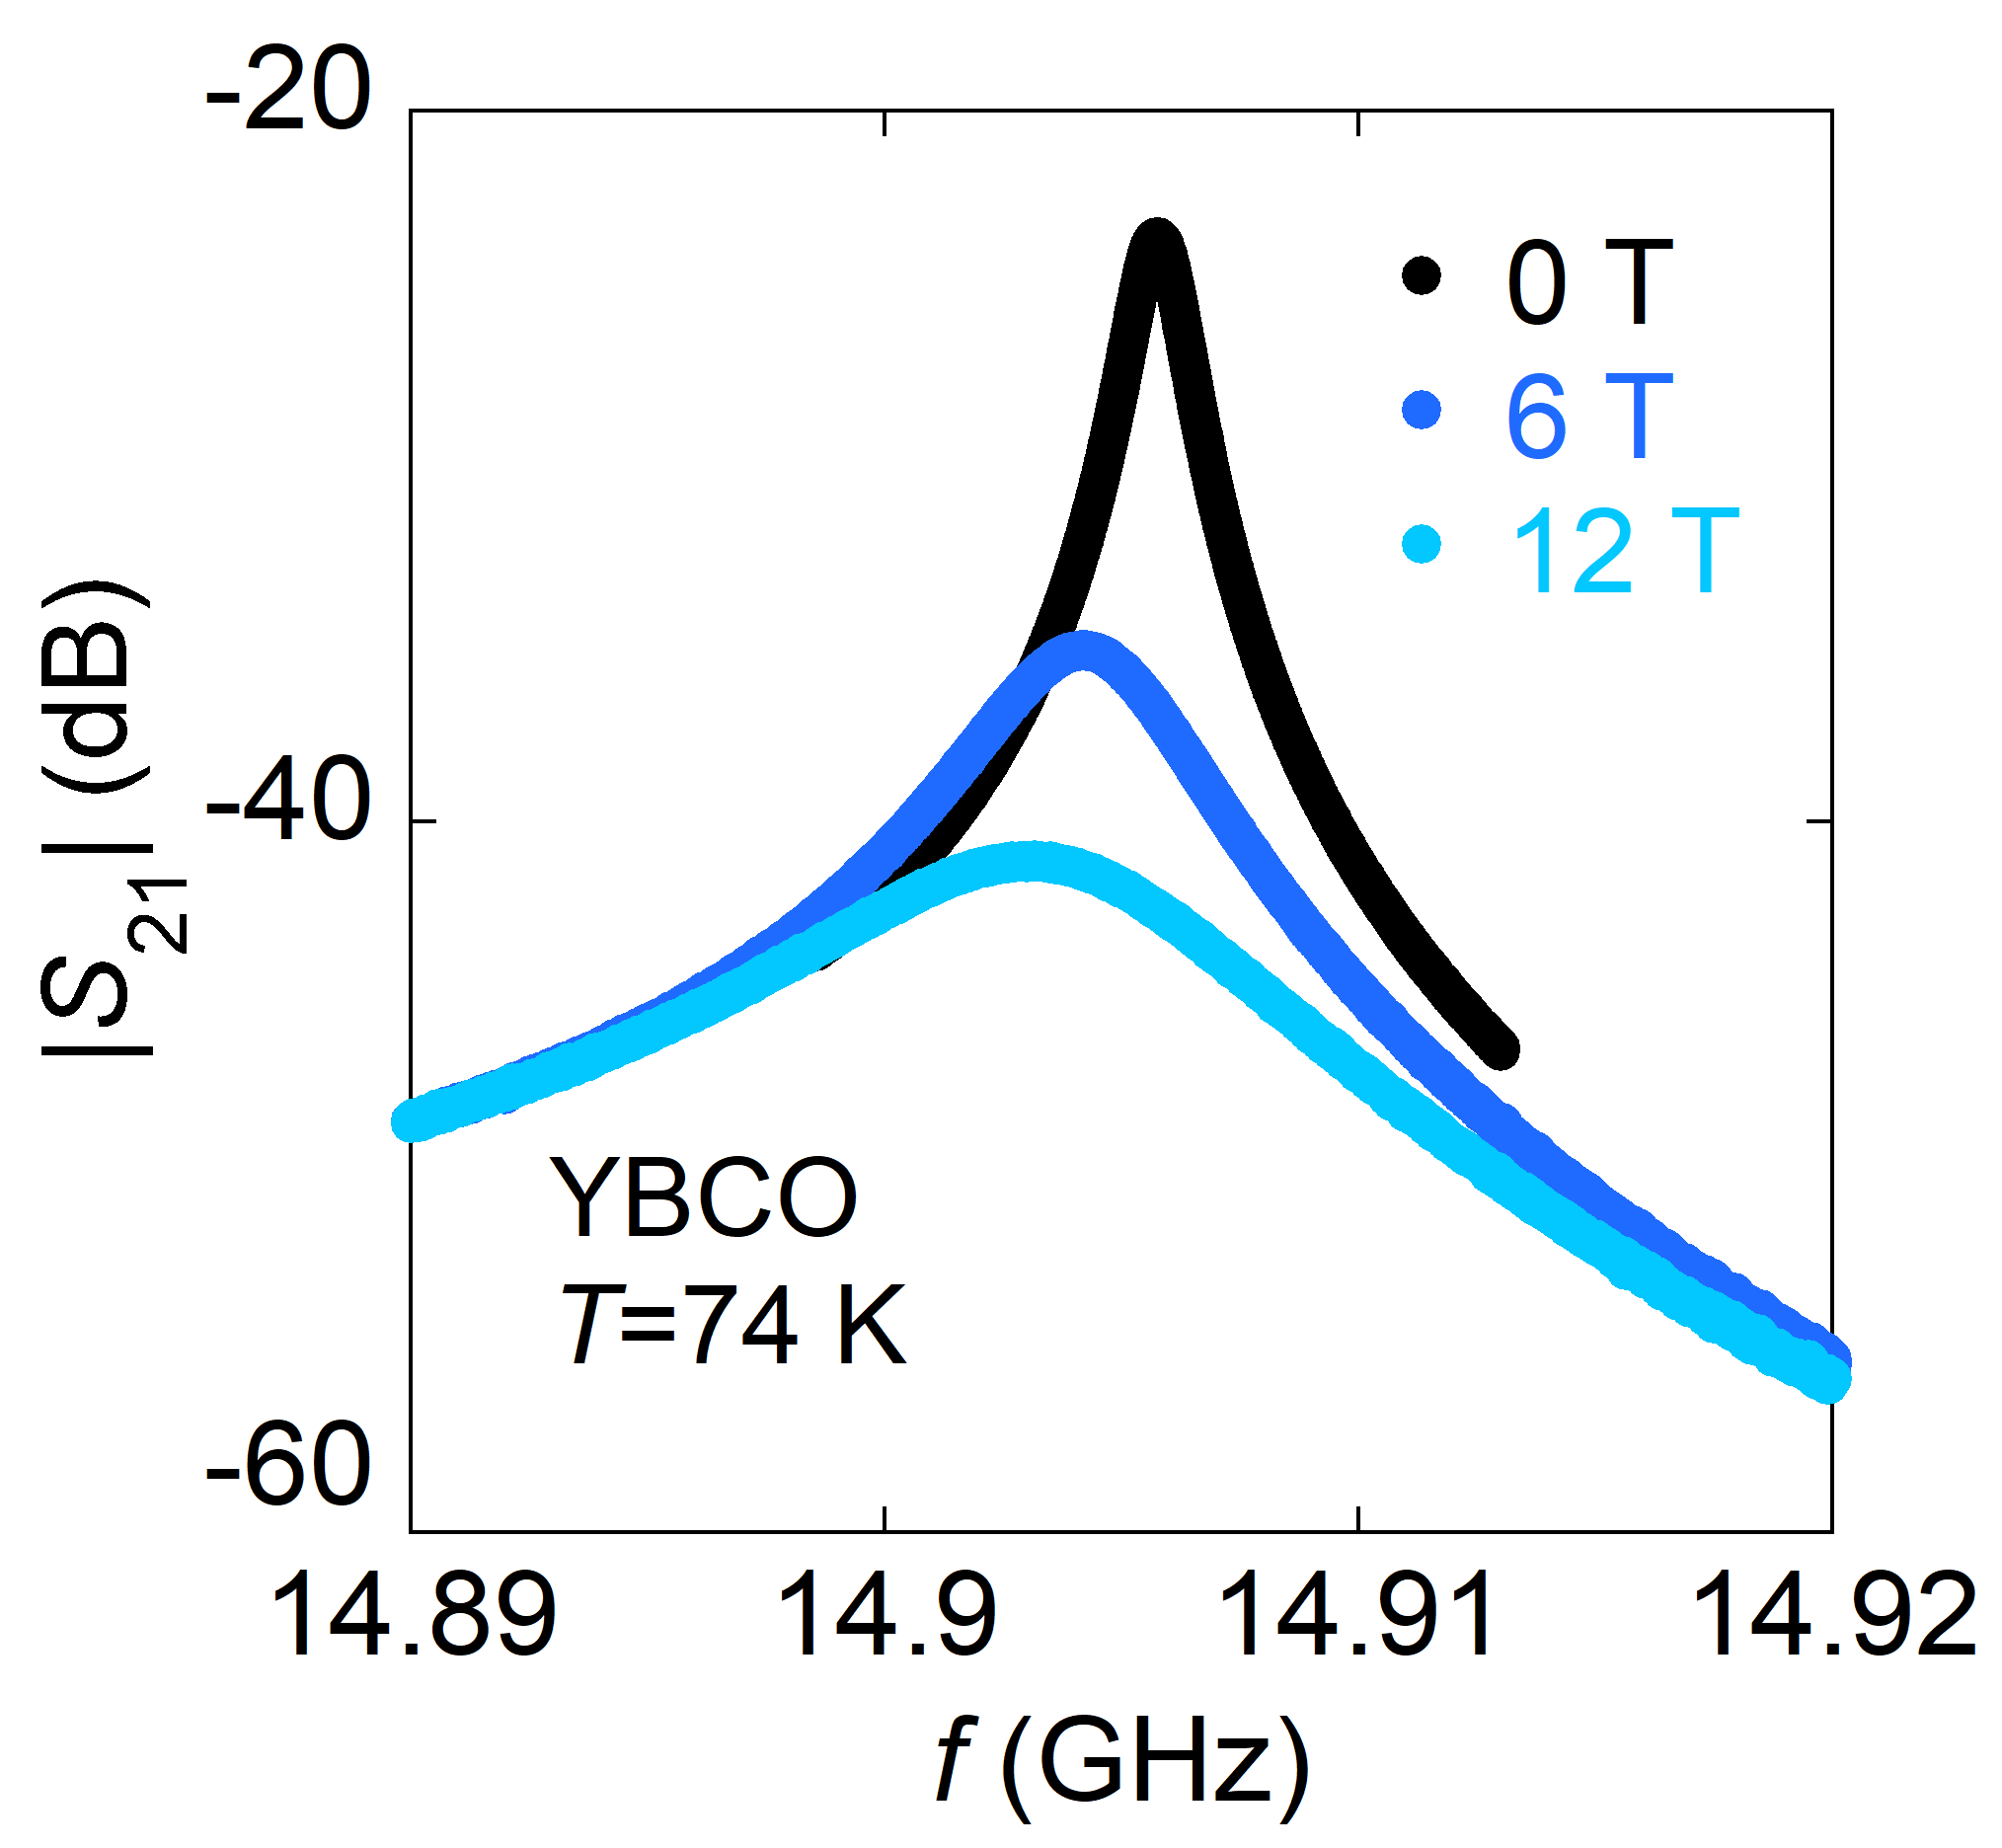 -20
0 T
6 T
12 T
|S21| (dB)
-40
YBCO
T=74 K
-60
14.89
14.9
14.91
14.92
f (GHz)